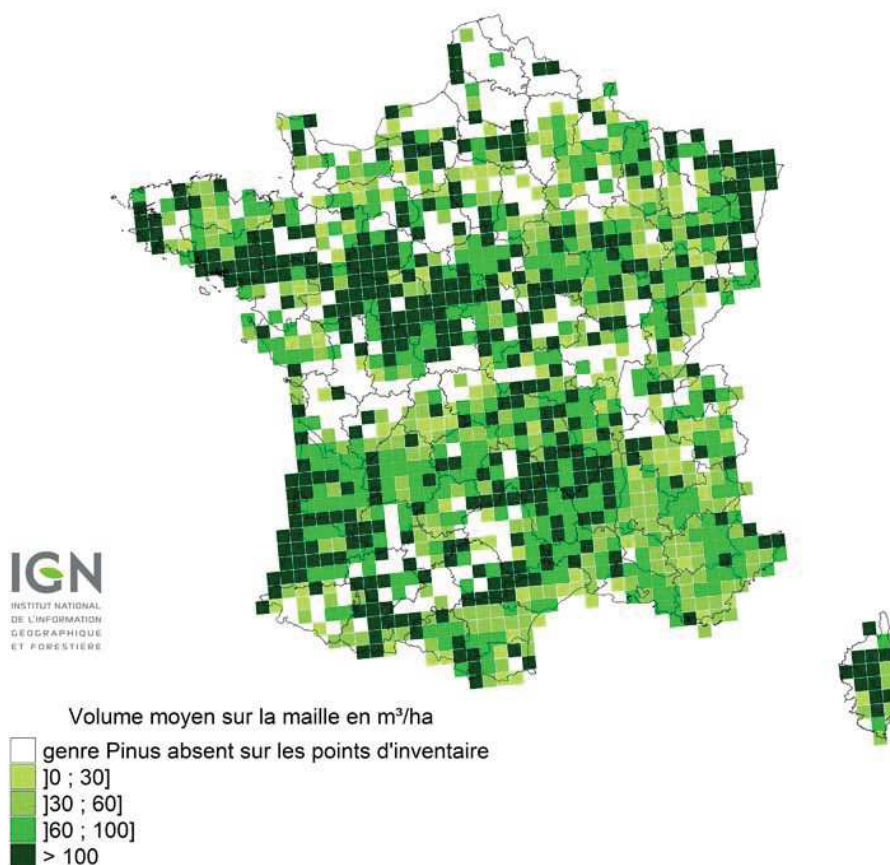 IGN
INSTITUT NATIONAL
DE L'INFORMATION
GÉOGRAPHIQUE
ET FORESTIÈRE
Volume moyen sur la maille en m³/ha
genre Pinus absent sur les points d'inventaire
]0 ; 30]
]30 ; 60]
]60 ; 100]
> 100